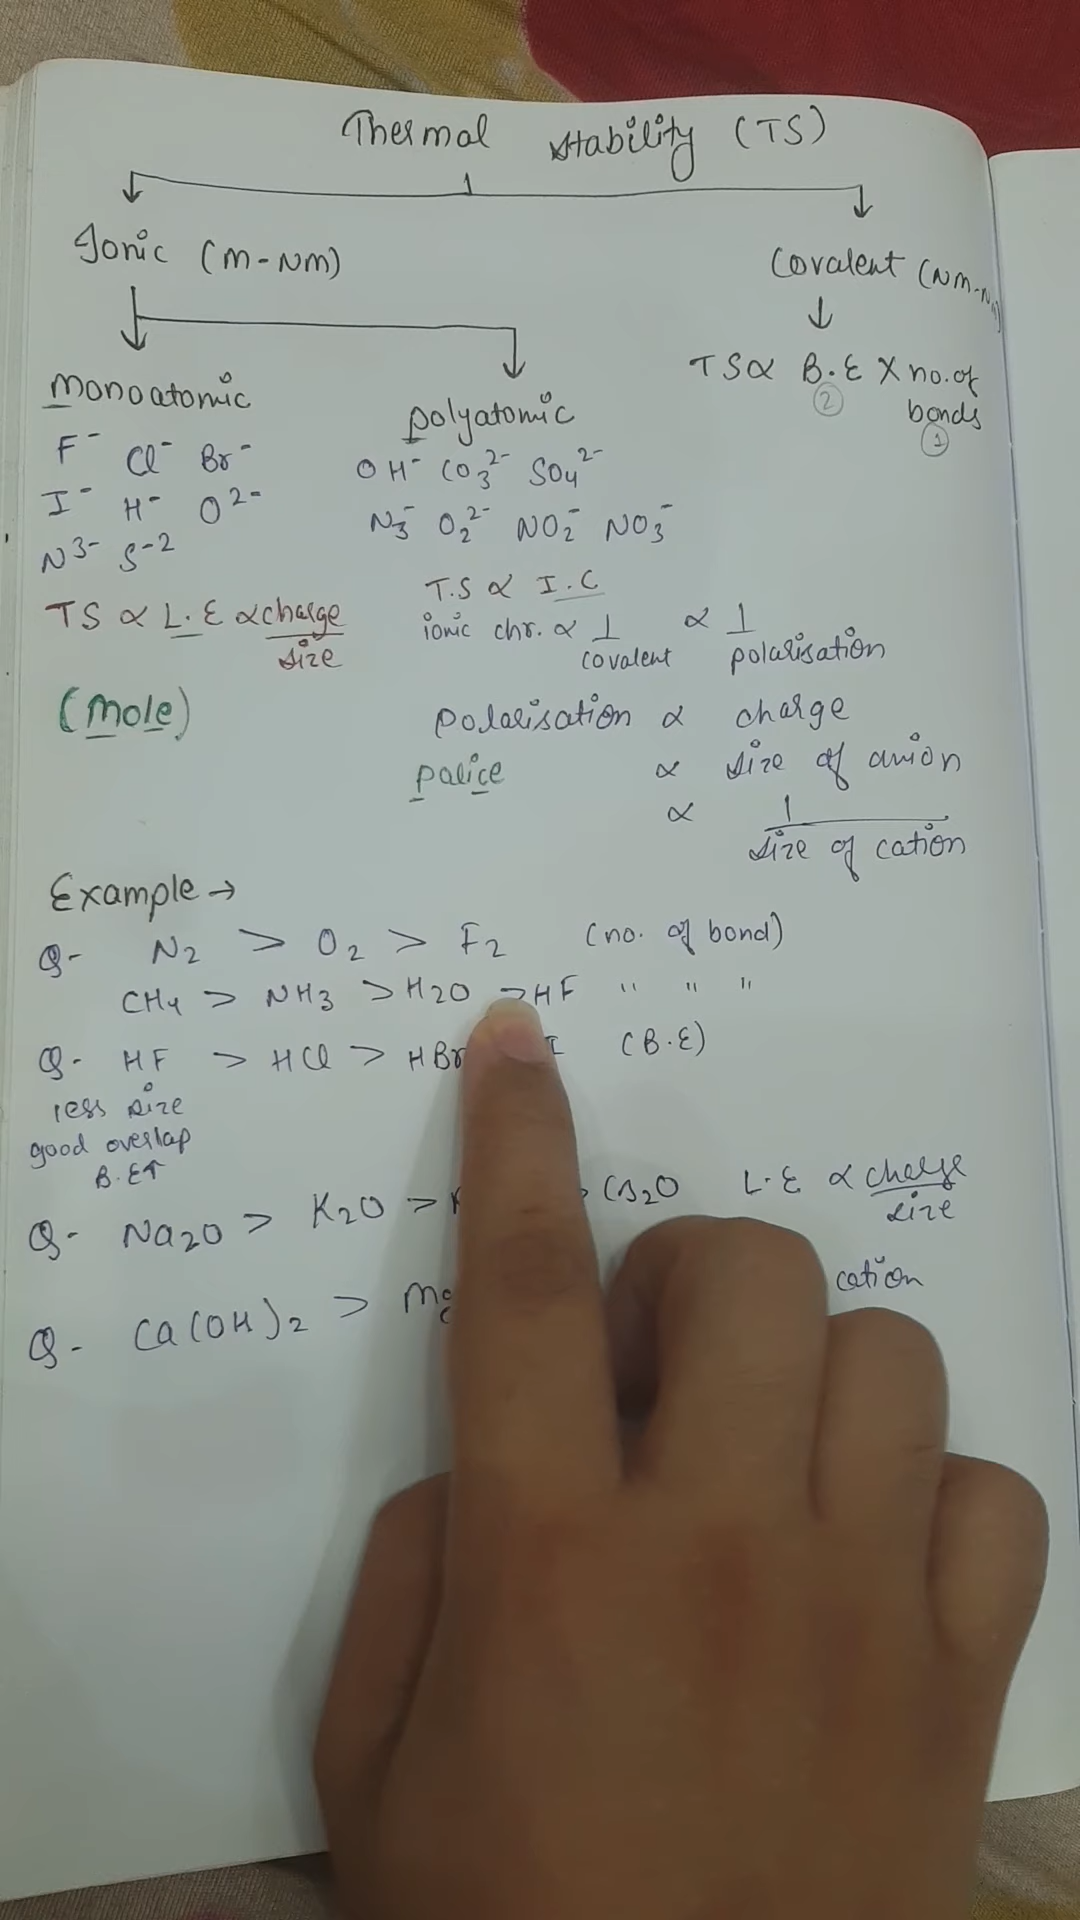 Thermal stability (TS)
Ionic (M-NM)
Covalent (NM-
TS ∝ B.E × no. of bonds
② ①
Monoatomic
F⁻ Cl⁻ Br⁻
I⁻ H⁻ O²⁻
N³⁻ S⁻²
TS ∝ L.E ∝ charge/size
(Mole)
polyatomic
OH⁻ CO₃²⁻ SO₄²⁻
N₃⁻ O₂²⁻ NO₂⁻ NO₃⁻
T.S ∝ I.C
ionic chr. ∝ 1/covalent ∝ 1/polarisation
polarisation ∝ charge
palice ∝ size of anion
∝ 1/size of cation
Example →
Q- N₂ > O₂ > F₂ (no. of bond)
CH₄ > NH₃ > H₂O > HF " " "
Q- HF > HCl > HBr I (B.E)
less size
good overlap
B.E↑
Q- Na₂O > K₂O > > Cs₂O L.E ∝ charge/size
Q- Ca(OH)₂ > Mg cation